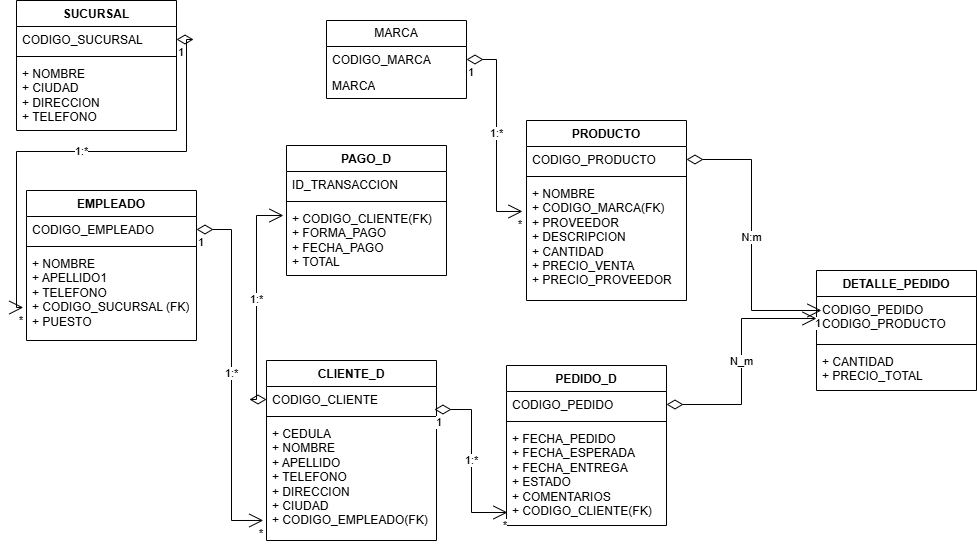 SUCURSAL
CODIGO_SUCURSAL
1
+ NOMBRE
+ CIUDAD
+ DIRECCION
+ TELEFONO
1:*
MARCA
CODIGO_MARCA
1
MARCA
1:*
PRODUCTO
CODIGO_PRODUCTO
+ NOMBRE
+ CODIGO_MARCA(FK)
*
+ PROVEEDOR
+ DESCRIPCION
+ CANTIDAD
+ PRECIO_VENTA
+ PRECIO_PROVEEDOR
N:m
PAGO_D
ID_TRANSACCION
+ CODIGO_CLIENTE(FK)
+ FORMA_PAGO
+ FECHA_PAGO
+ TOTAL
1:*
EMPLEADO
CODIGO_EMPLEADO
1
+ NOMBRE
+ APELLIDO1
+ TELEFONO
+ CODIGO_SUCURSAL (FK)
*
+ PUESTO
1:*
DETALLE_PEDIDO
CODIGO_PEDIDO
1
CODIGO_PRODUCTO
+ CANTIDAD
+ PRECIO_TOTAL
N_m
CLIENTE_D
CODIGO_CLIENTE
1
+ CEDULA
+ NOMBRE
+ APELLIDO
+ TELEFONO
+ DIRECCION
+ CIUDAD
+ CODIGO_EMPLEADO(FK)
*
1:*
PEDIDO_D
CODIGO_PEDIDO
+ FECHA_PEDIDO
+ FECHA_ESPERADA
+ FECHA_ENTREGA
+ ESTADO
+ COMENTARIOS
+ CODIGO_CLIENTE(FK)
*